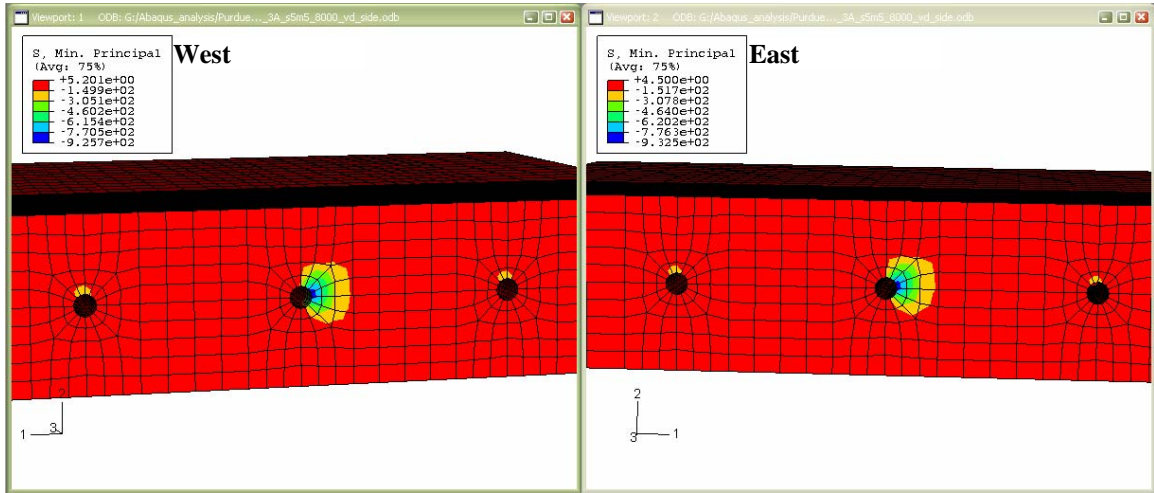 Viewport: 1 ODB: G:/Abaqus_analysis/Purdue..._3A_s5m5_8000_vd_side.odb
S, Min. Principal
(Avg: 75%)
+5.201e+00
-1.499e+02
-3.051e+02
-4.602e+02
-6.154e+02
-7.705e+02
-9.257e+02
West
2
1
3
Viewport: 2 ODB: G:/Abaqus_analysis/Purdue..._3A_s5m5_8000_vd_side.odb
S, Min. Principal
(Avg: 75%)
+4.500e+00
-1.517e+02
-3.078e+02
-4.640e+02
-6.202e+02
-7.763e+02
-9.325e+02
East
2
3
1